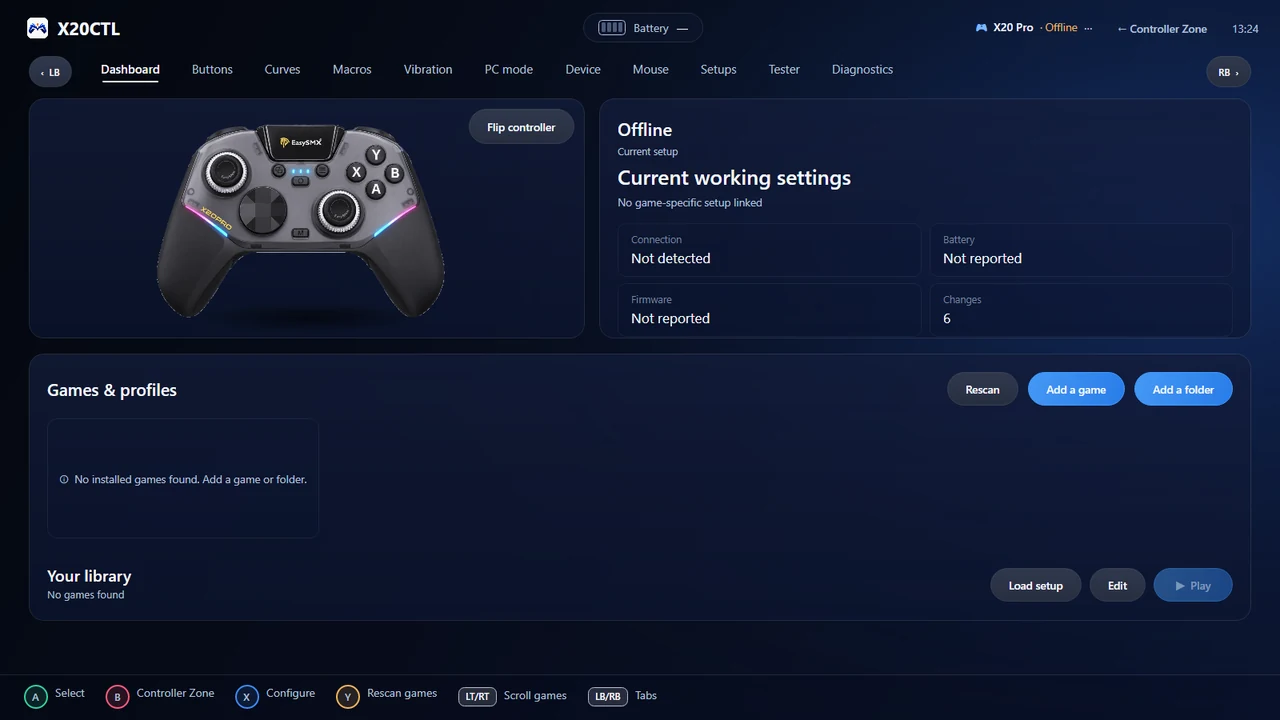 X20CTL
Battery —
X20 Pro · Offline ···
← Controller Zone
13:24
‹ LB
Dashboard
Buttons
Curves
Macros
Vibration
PC mode
Device
Mouse
Setups
Tester
Diagnostics
RB ›
Flip controller
EasySMX
Y
X
B
A
X20PRO
Offline
Current setup
Current working settings
No game-specific setup linked
Connection
Not detected
Battery
Not reported
Firmware
Not reported
Changes
6
Games & profiles
Rescan
Add a game
Add a folder
No installed games found. Add a game or folder.
Your library
No games found
Load setup
Edit
▶ Play
A Select
B Controller Zone
X Configure
Y Rescan games
LT/RT Scroll games
LB/RB Tabs